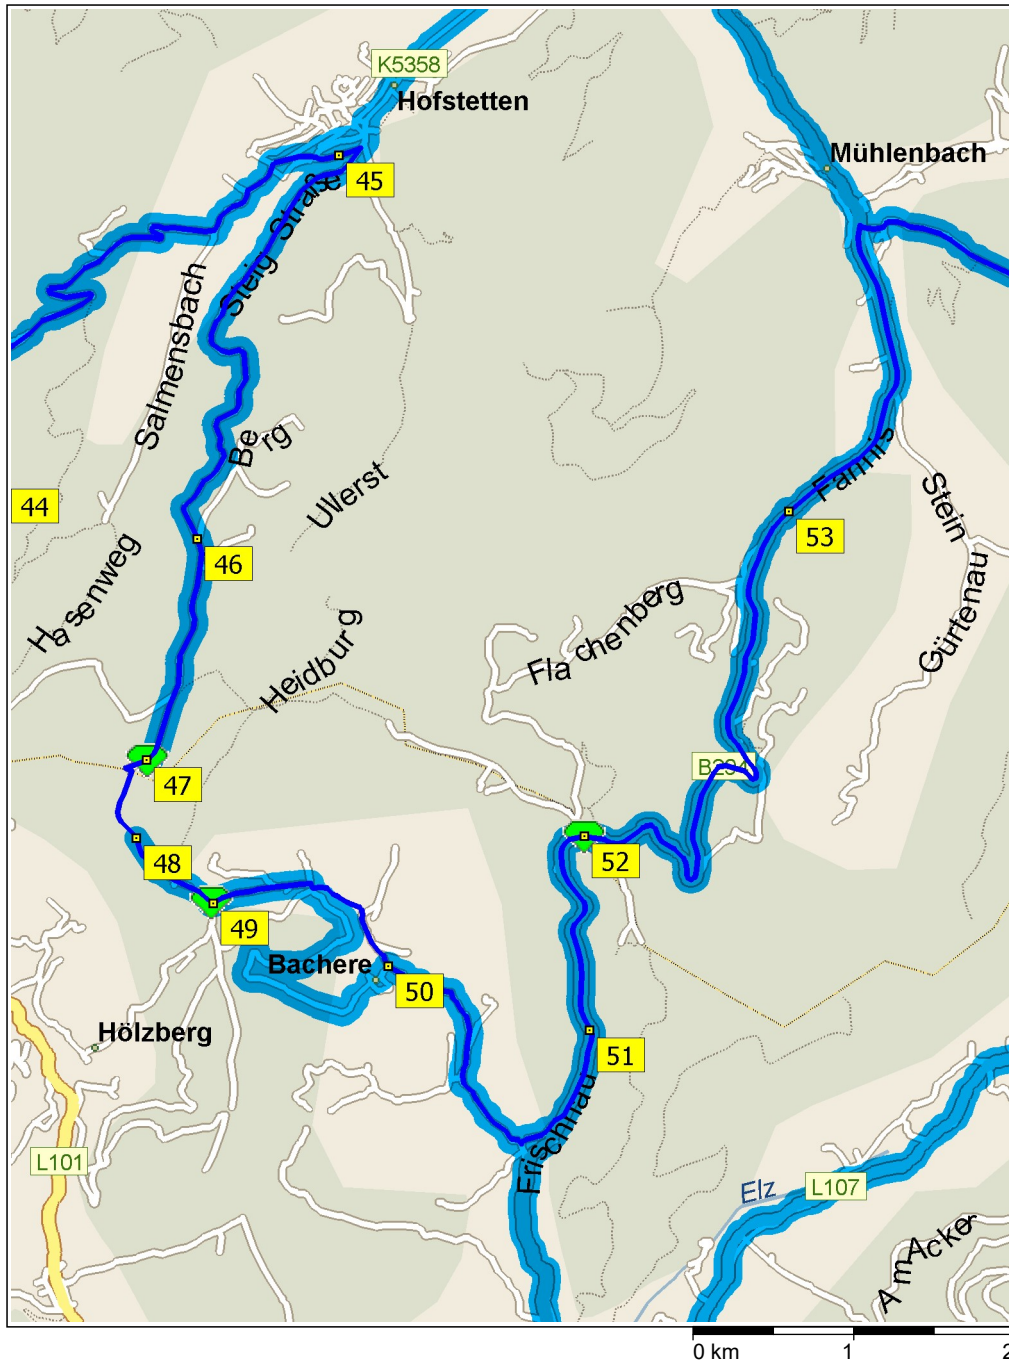 K5358
Hofstetten
Mühlenbach
45
Steig Straße
Salmensbach
Berg
Ullerst
44
46
Fannis
53
Stein
Hasenweg
Gürtenau
Flachenberg
Heidburg
B294
47
52
48
49
Bachere
50
Hölzberg
51
Frischnau
L101
Elz
L107
Am Acker
0 km 1 2